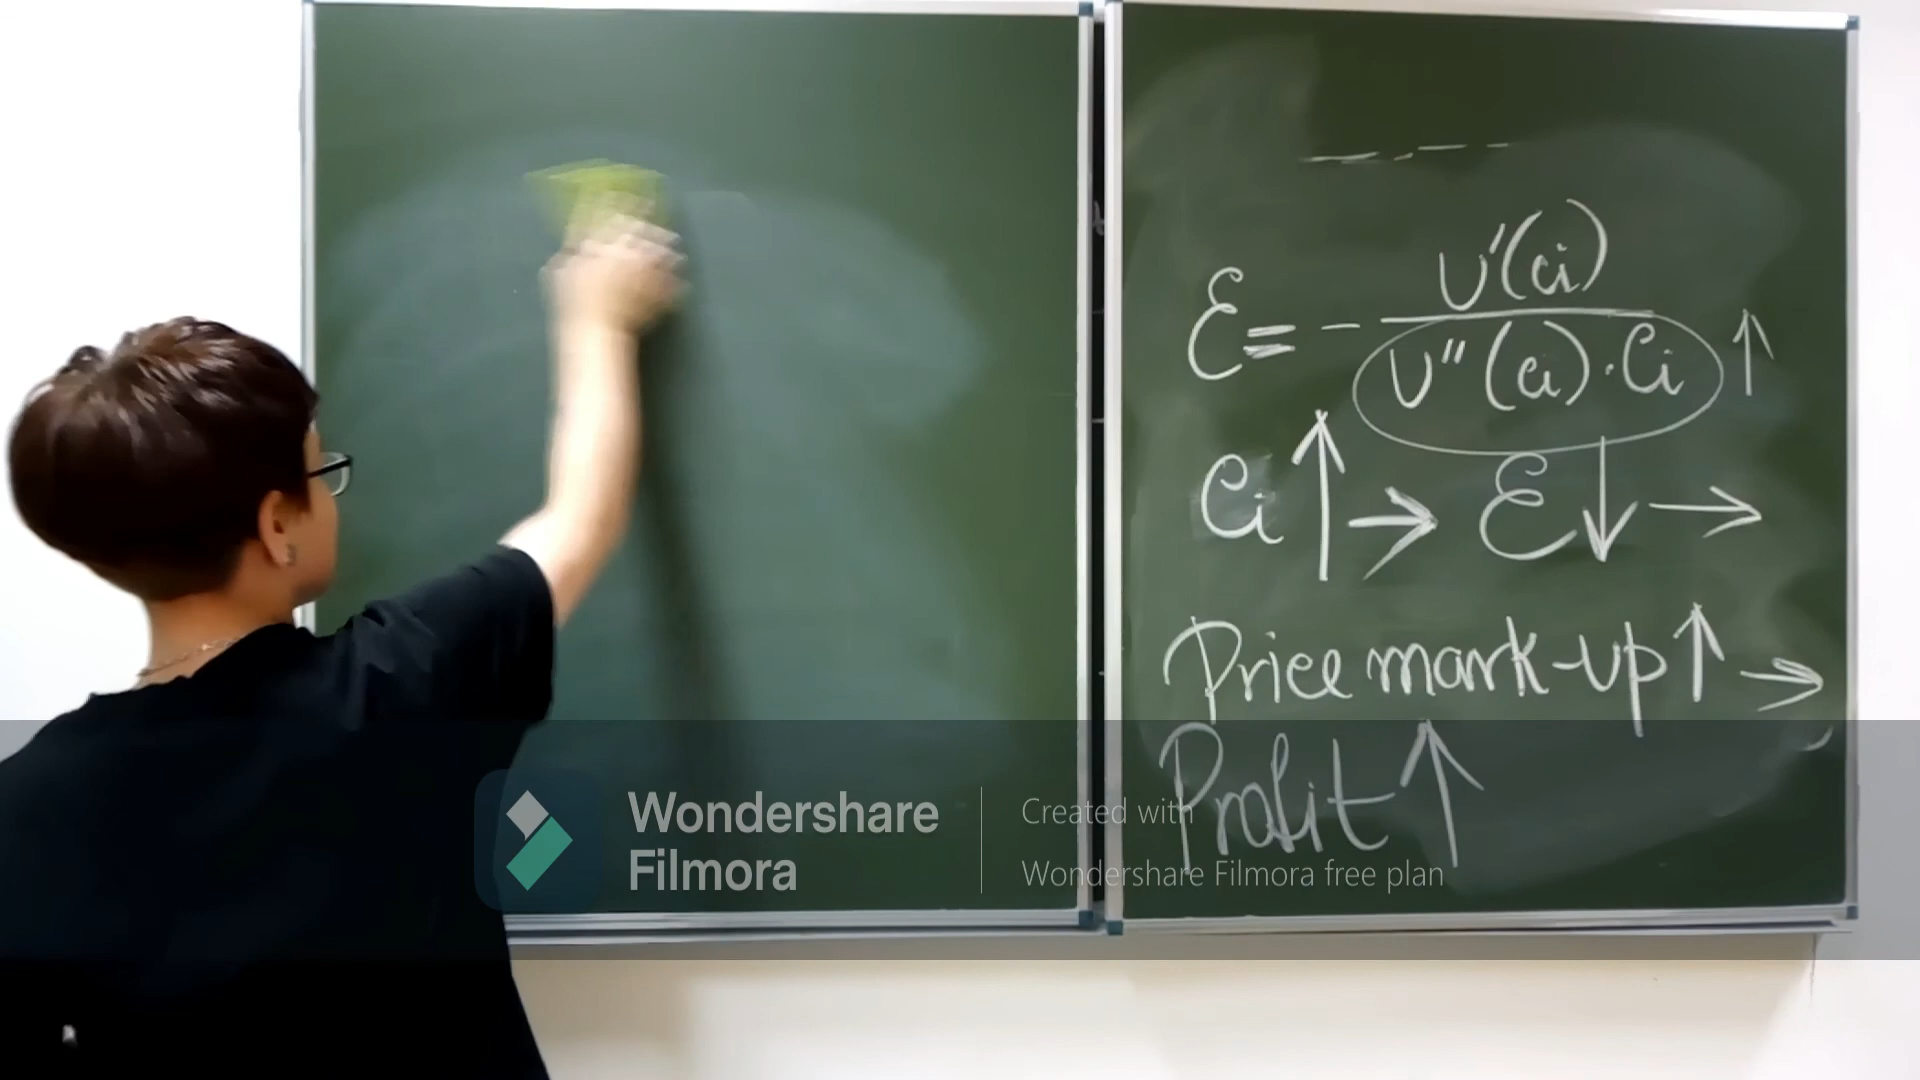 ℰ = - U'(ci) / U''(ci)·Ci ↑
Ci ↑ → ℰ ↓ →
Price mark-up ↑ →
Profit ↑
Wondershare
Filmora
Created with
Wondershare Filmora free plan